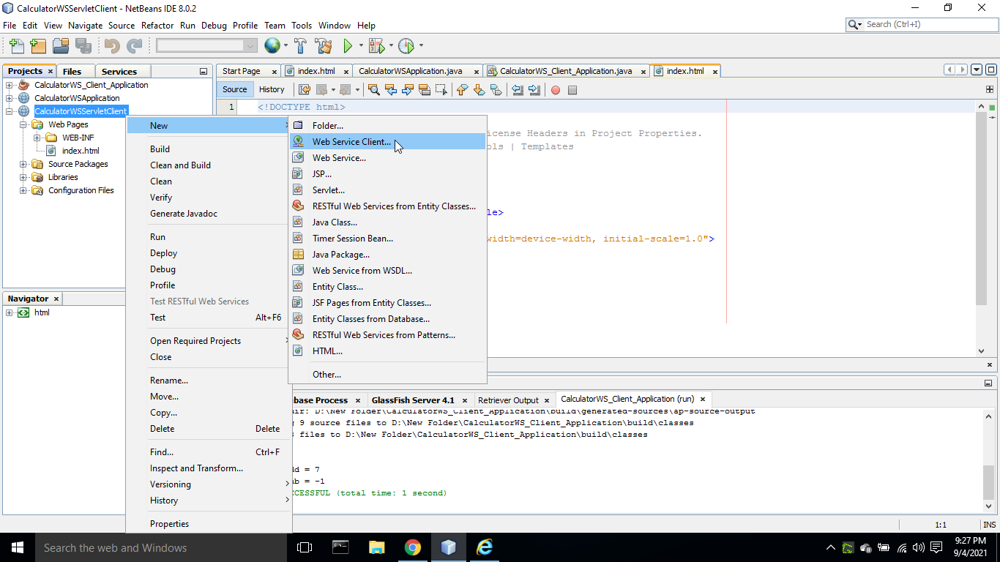 CalculatorWSServletClient - NetBeans IDE 8.0.2
File Edit View Navigate Source Refactor Run Debug Profile Team Tools Window Help
Search (Ctrl+I)
Projects Files Services
Start Page index.html CalculatorWSApplication.java CalculatorWS_Client_Application.java index.html
CalculatorWS_Client_Application
CalculatorWSApplication
CalculatorWSServletClient
Web Pages
WEB-INF
index.html
Source Packages
Libraries
Configuration Files
Source History
1 <!DOCTYPE html>
icense Headers in Project Properties.
ols | Templates
le>
width=device-width, initial-scale=1.0">
New
Build
Clean and Build
Clean
Verify
Generate Javadoc
Run
Deploy
Debug
Profile
Test RESTful Web Services
Test Alt+F6
Open Required Projects
Close
Rename...
Move...
Copy...
Delete Delete
Find... Ctrl+F
Inspect and Transform...
Versioning
History
Properties
Folder...
Web Service Client...
Web Service...
JSP...
Servlet...
RESTful Web Services from Entity Classes...
Java Class...
Timer Session Bean...
Java Package...
Web Service from WSDL...
Entity Class...
JSF Pages from Entity Classes...
Entity Classes from Database...
RESTful Web Services from Patterns...
HTML...
Other...
Navigator
html
base Process GlassFish Server 4.1 Retriever Output CalculatorWS_Client_Application (run)
dir: D:\New Folder\CalculatorWS_Client_Application\build\generated-sources\ap-source-output
g 9 source files to D:\New Folder\CalculatorWS_Client_Application\build\classes
files to D:\New Folder\CalculatorWS_Client_Application\build\classes
dd = 7
ub = -1
CCESSFUL (total time: 1 second)
1:1 INS
Search the web and Windows
9:27 PM
9/4/2021